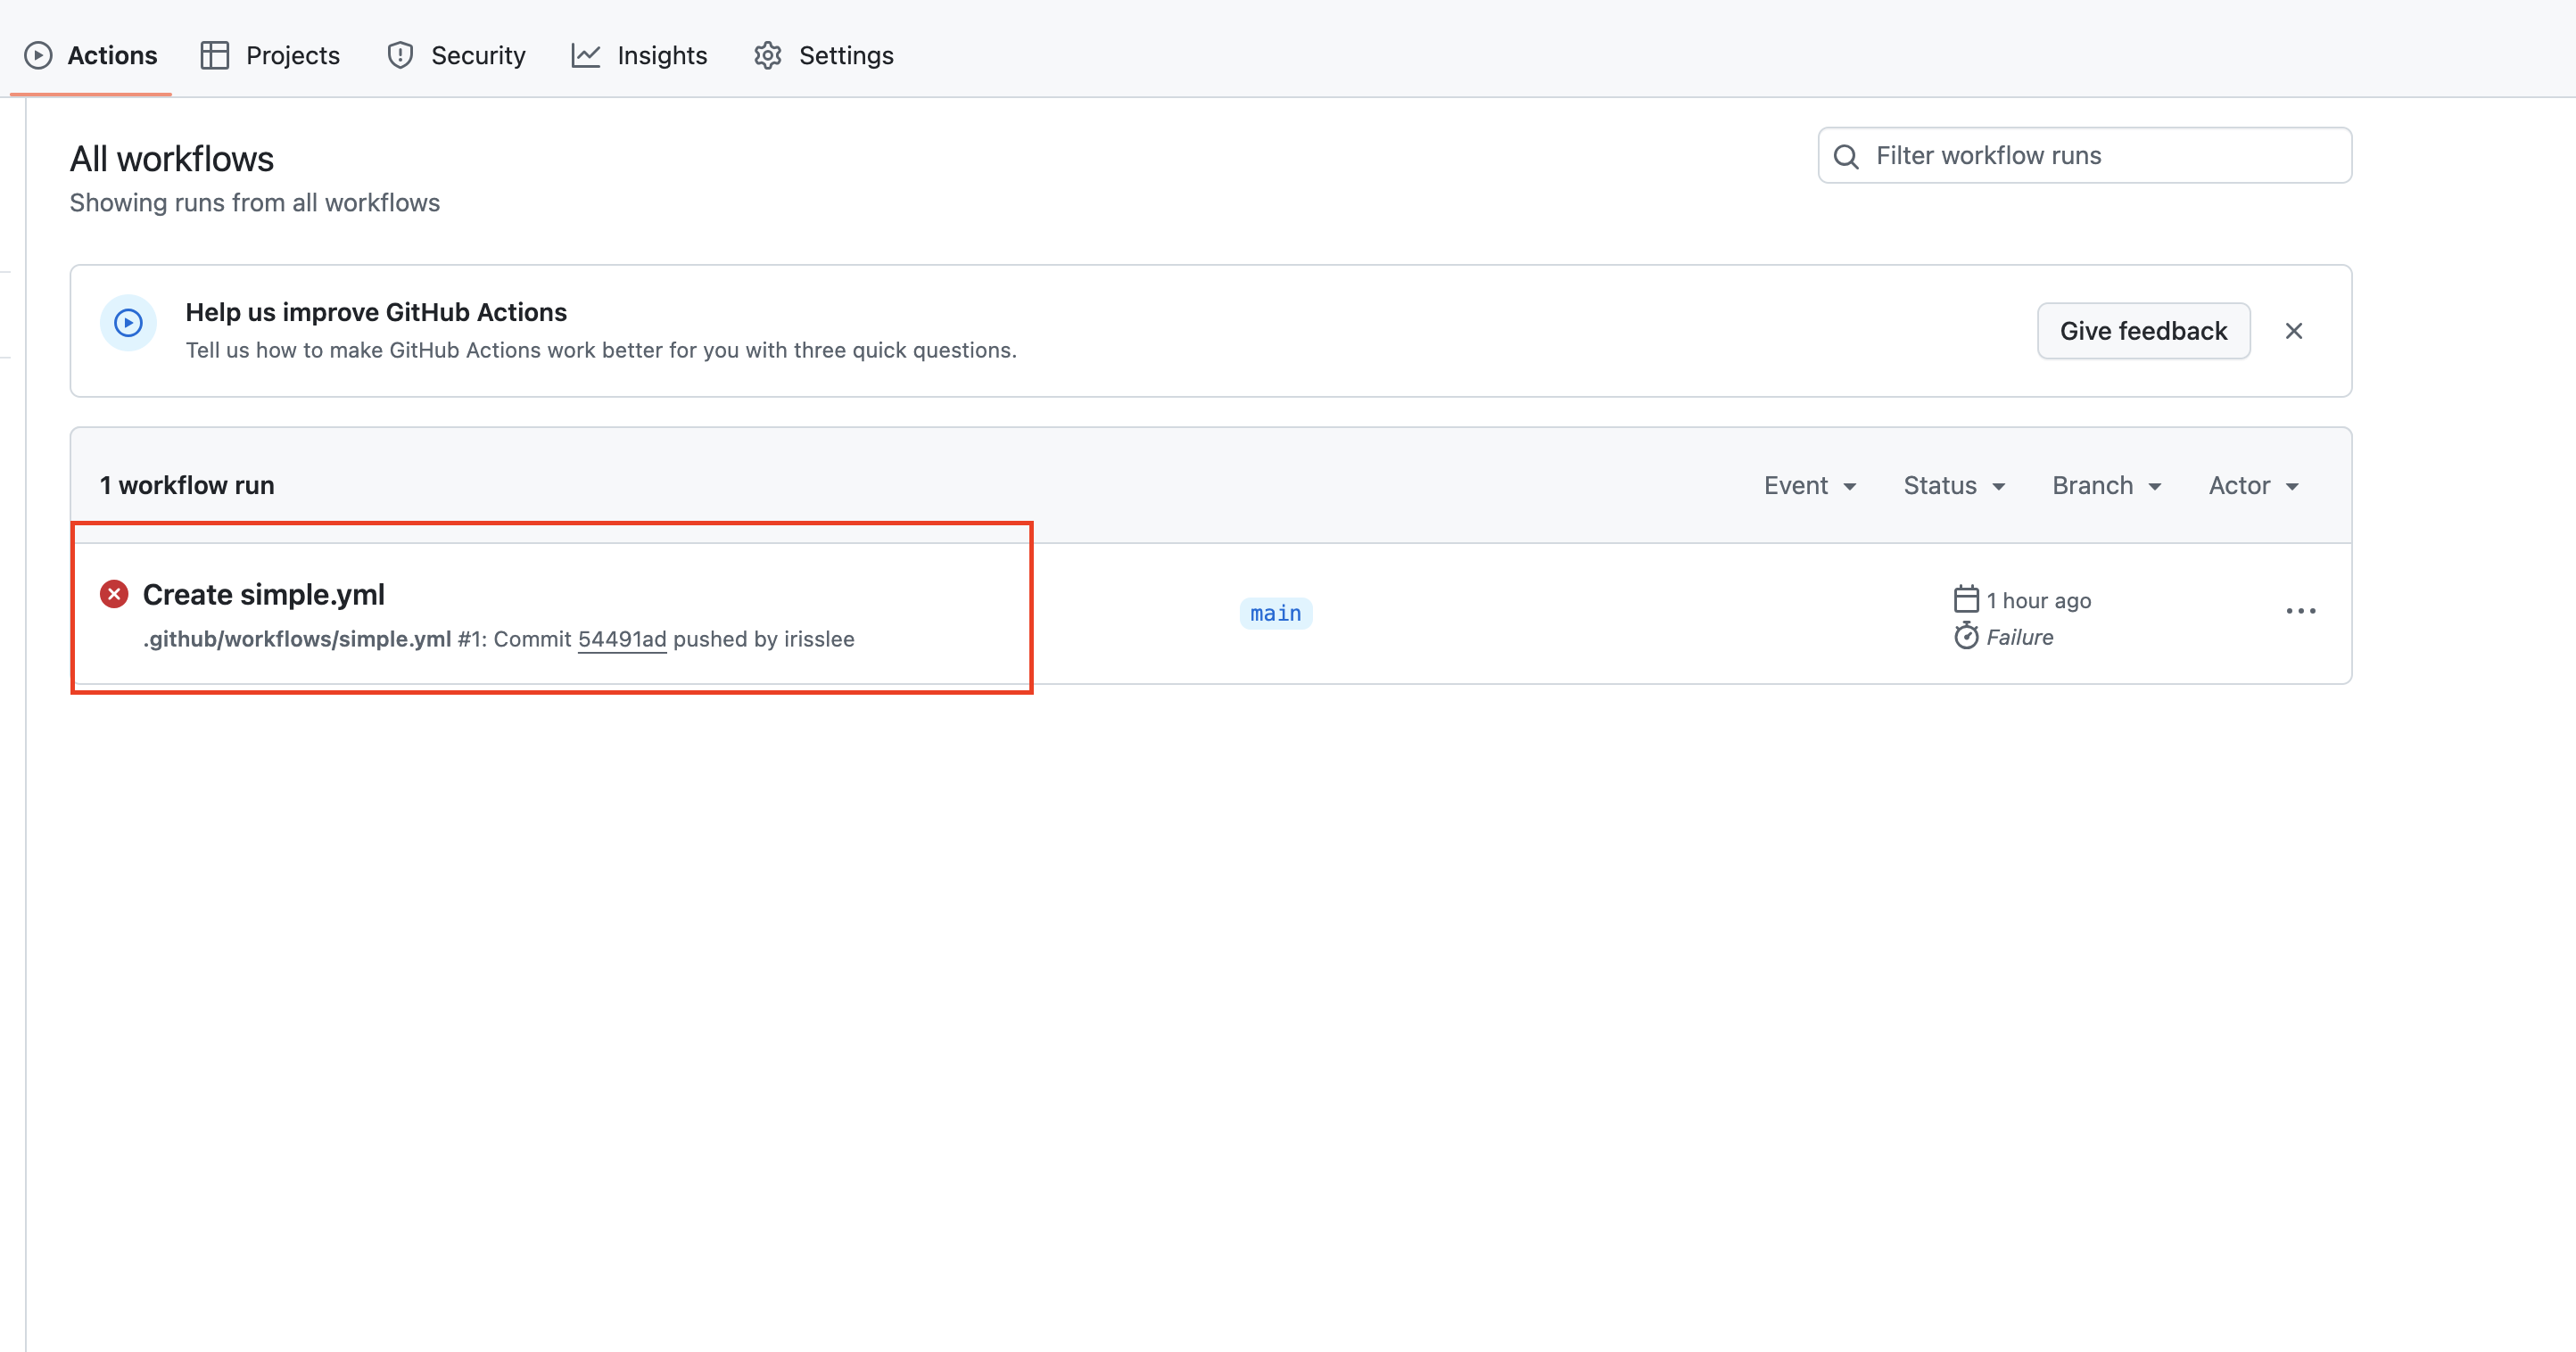 Actions Projects Security Insights Settings
All workflows
Filter workflow runs
Showing runs from all workflows
Help us improve GitHub Actions
Tell us how to make GitHub Actions work better for you with three quick questions.
Give feedback
1 workflow run
Event Status Branch Actor
Create simple.yml
.github/workflows/simple.yml #1: Commit 54491ad pushed by irisslee
main
1 hour ago
Failure